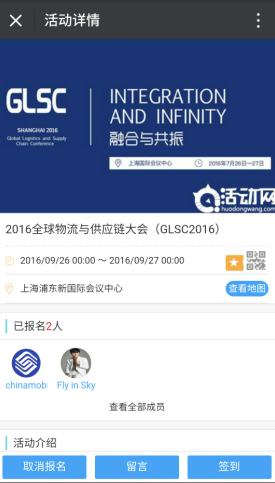 活动详情
GLSC
SHANGHAI 2016
Global Logistics and Supply
Chain Conference
INTEGRATION
AND INFINITY
融合与共振
上海国际会议中心
2016年7月26日—27日
活动网
huodongwang.com
2016全球物流与供应链大会（GLSC2016）
2016/09/26 00:00 ～ 2016/09/27 00:00
上海浦东新国际会议中心
查看地图
已报名2人
chinamob
Fly in Sky
查看全部成员
活动介绍
取消报名
留言
签到